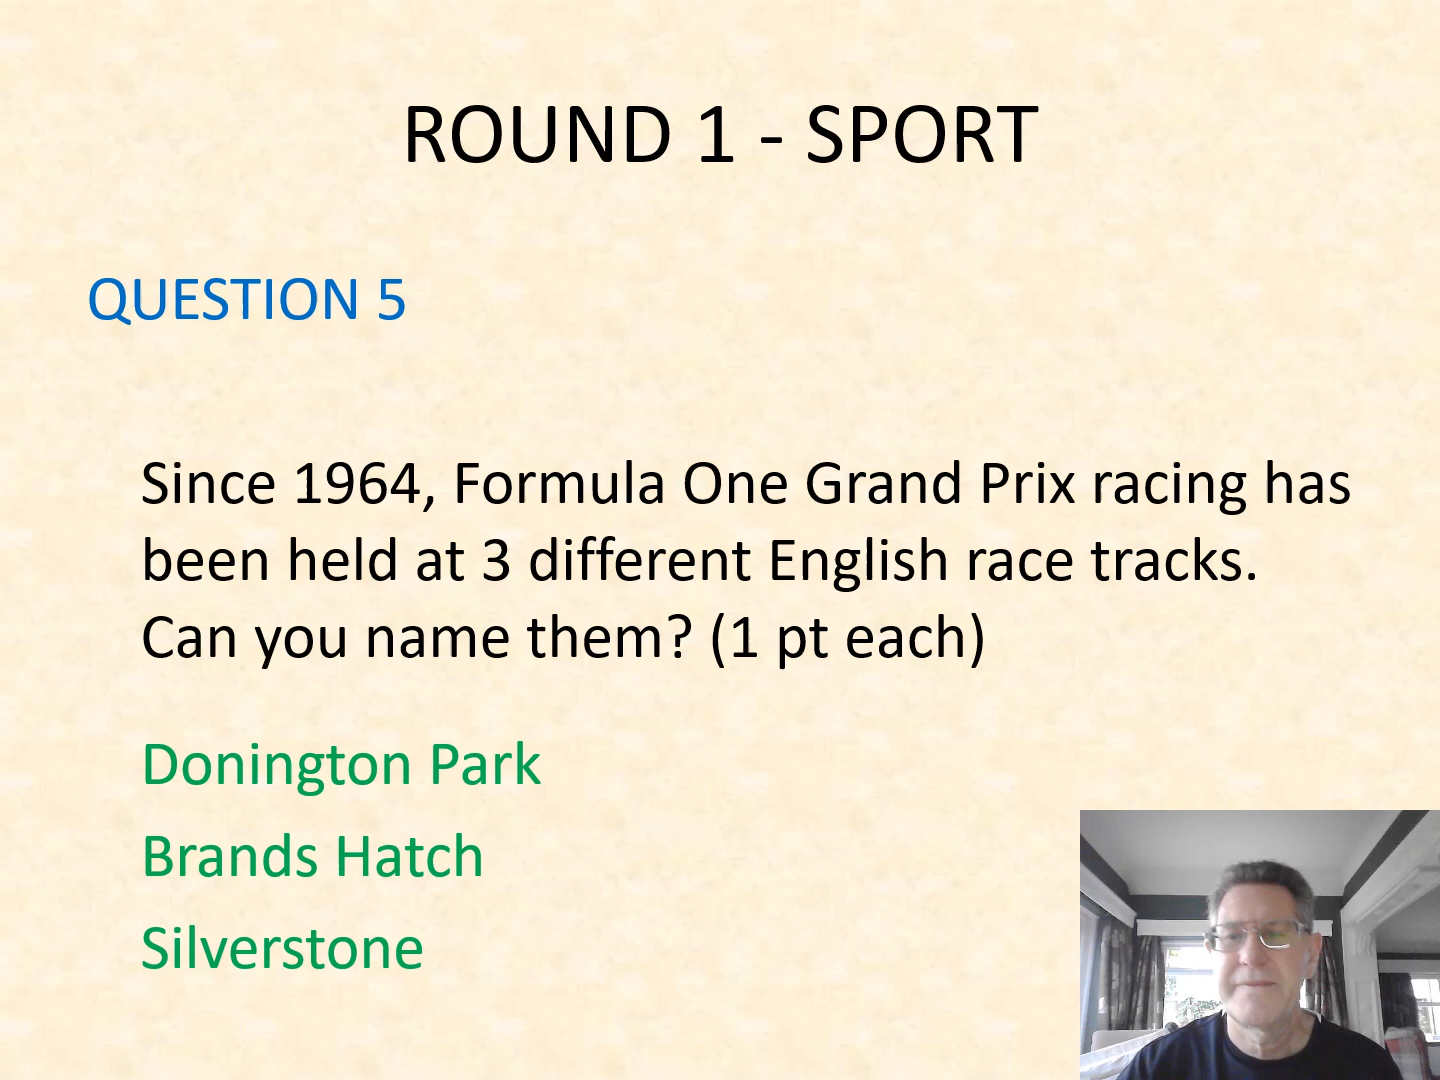 ROUND 1 - SPORT
QUESTION 5
Since 1964, Formula One Grand Prix racing has
been held at 3 different English race tracks.
Can you name them? (1 pt each)
Donington Park
Brands Hatch
Silverstone